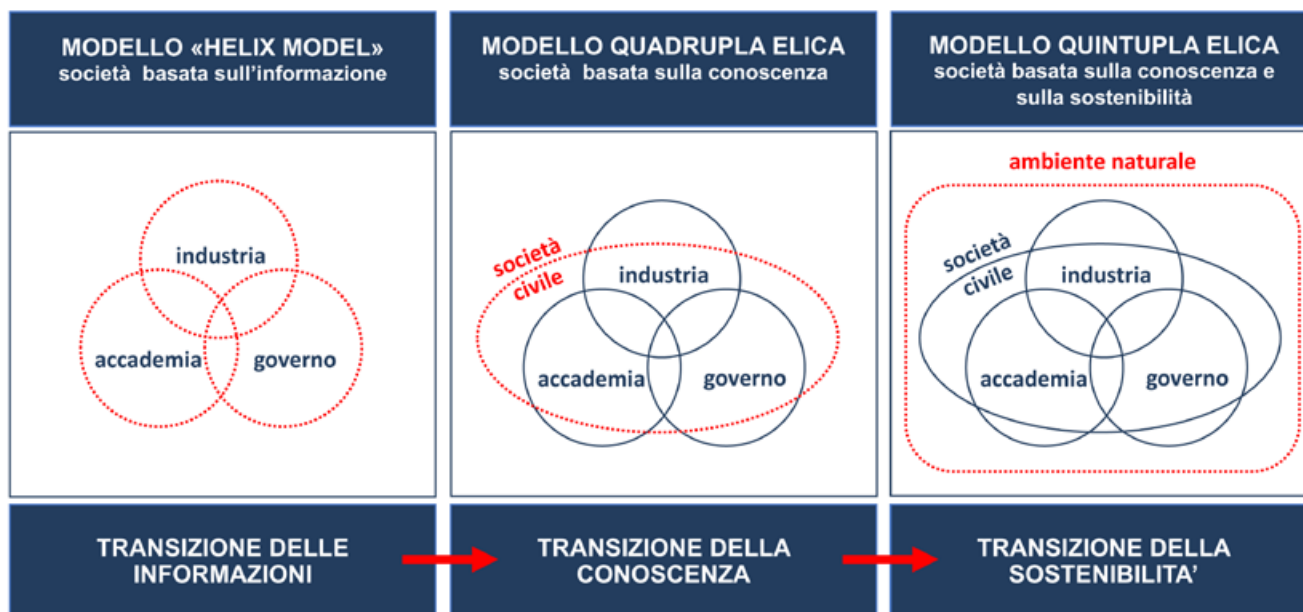 MODELLO «HELIX MODEL»
società basata sull'informazione
industria
accademia
governo
TRANSIZIONE DELLE
INFORMAZIONI
MODELLO QUADRUPLA ELICA
società basata sulla conoscenza
società
civile
industria
accademia
governo
TRANSIZIONE DELLA
CONOSCENZA
MODELLO QUINTUPLA ELICA
società basata sulla conoscenza e
sulla sostenibilità
ambiente naturale
società
civile
industria
accademia
governo
TRANSIZIONE DELLA
SOSTENIBILITA'